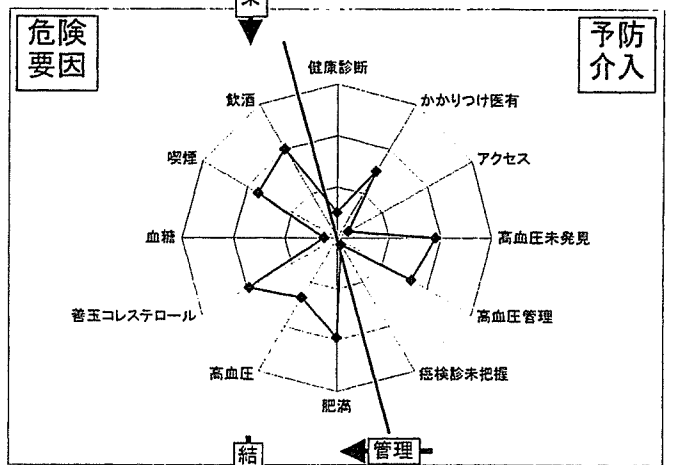 危険
要因
予防
介入
健康診断
かかりつけ医有
アクセス
高血圧未発見
高血圧管理
癌検診未把握
肥満
高血圧
善玉コレステロール
血糖
喫煙
飲酒
結
管理